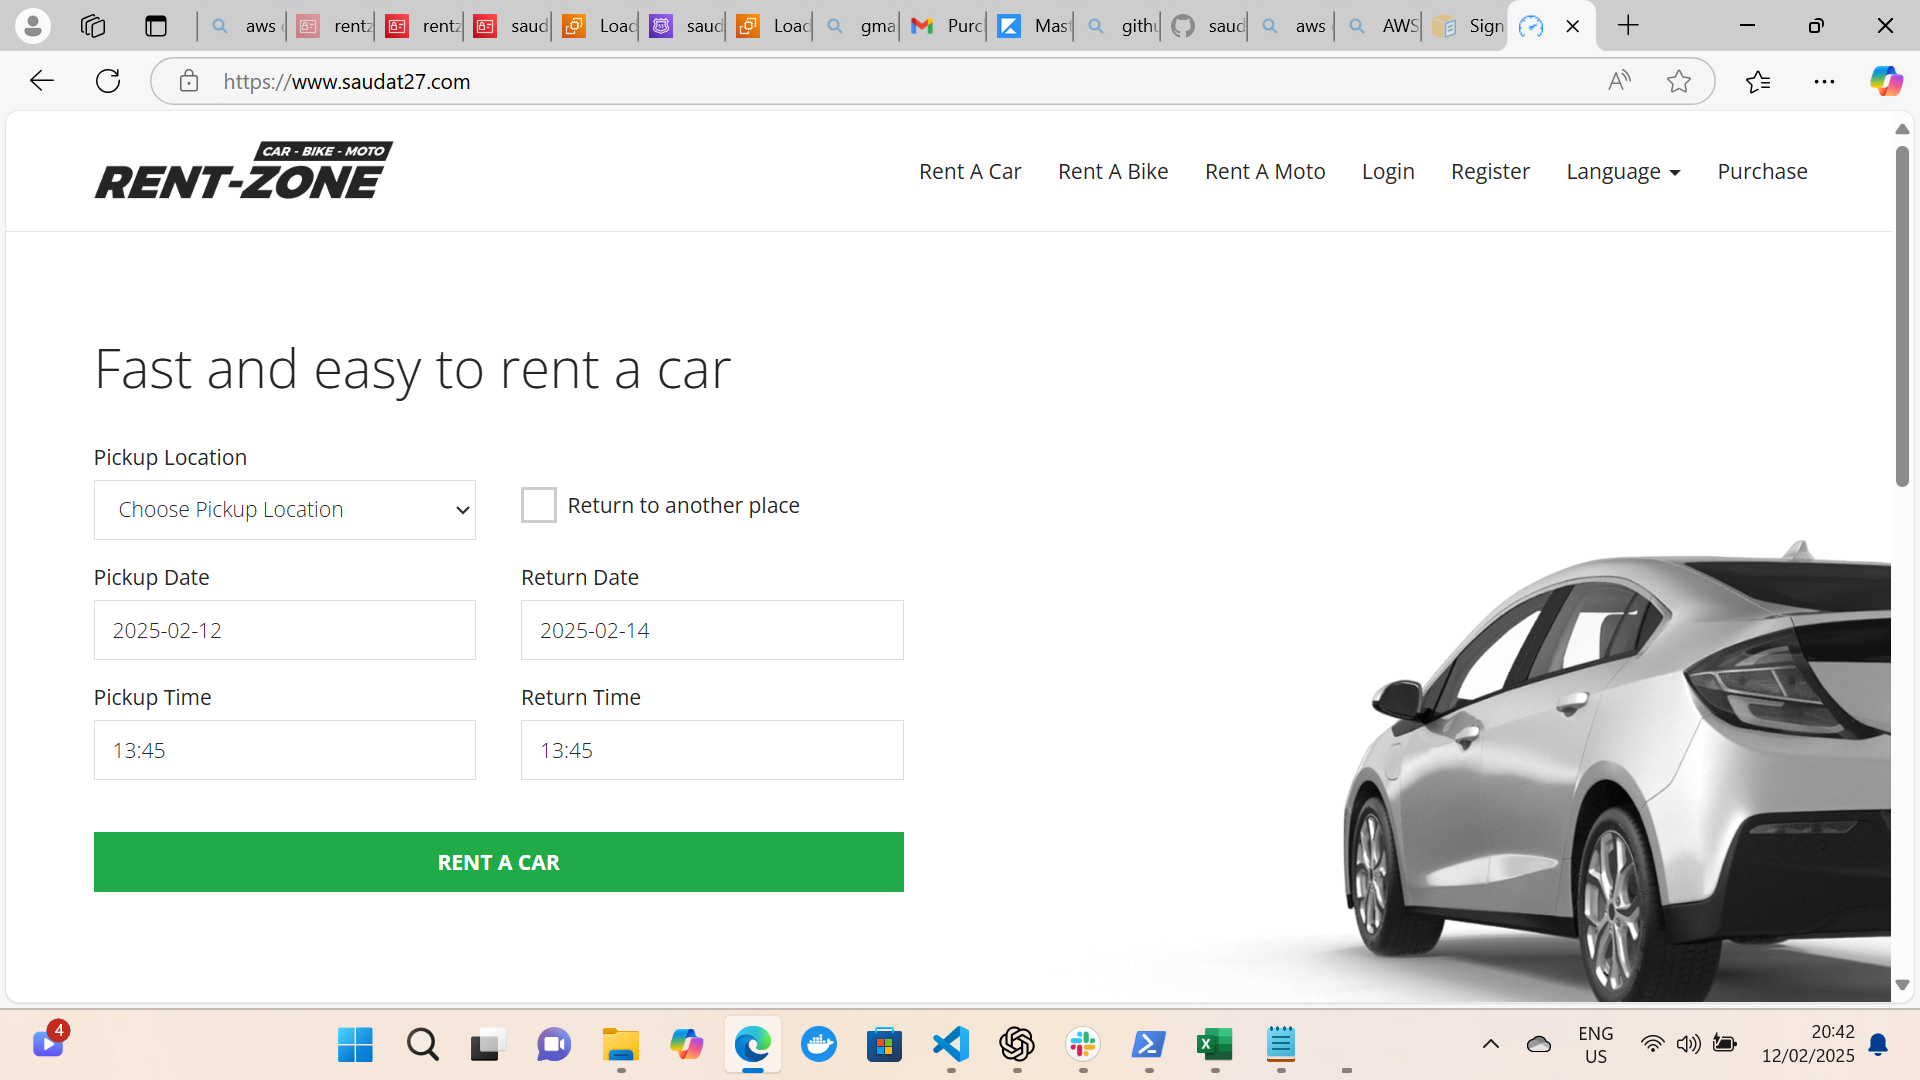 aws
rentz
rentz
saud
Load
saud
Load
gma
Purc
Mast
githu
saud
aws
AWS
Sign
https://www.saudat27.com
CAR - BIKE - MOTO
RENT-ZONE
Rent A Car
Rent A Bike
Rent A Moto
Login
Register
Language
Purchase
Fast and easy to rent a car
Pickup Location
Choose Pickup Location
Return to another place
Pickup Date
Return Date
2025-02-12
2025-02-14
Pickup Time
Return Time
13:45
13:45
RENT A CAR
4
ENG
US
20:42
12/02/2025